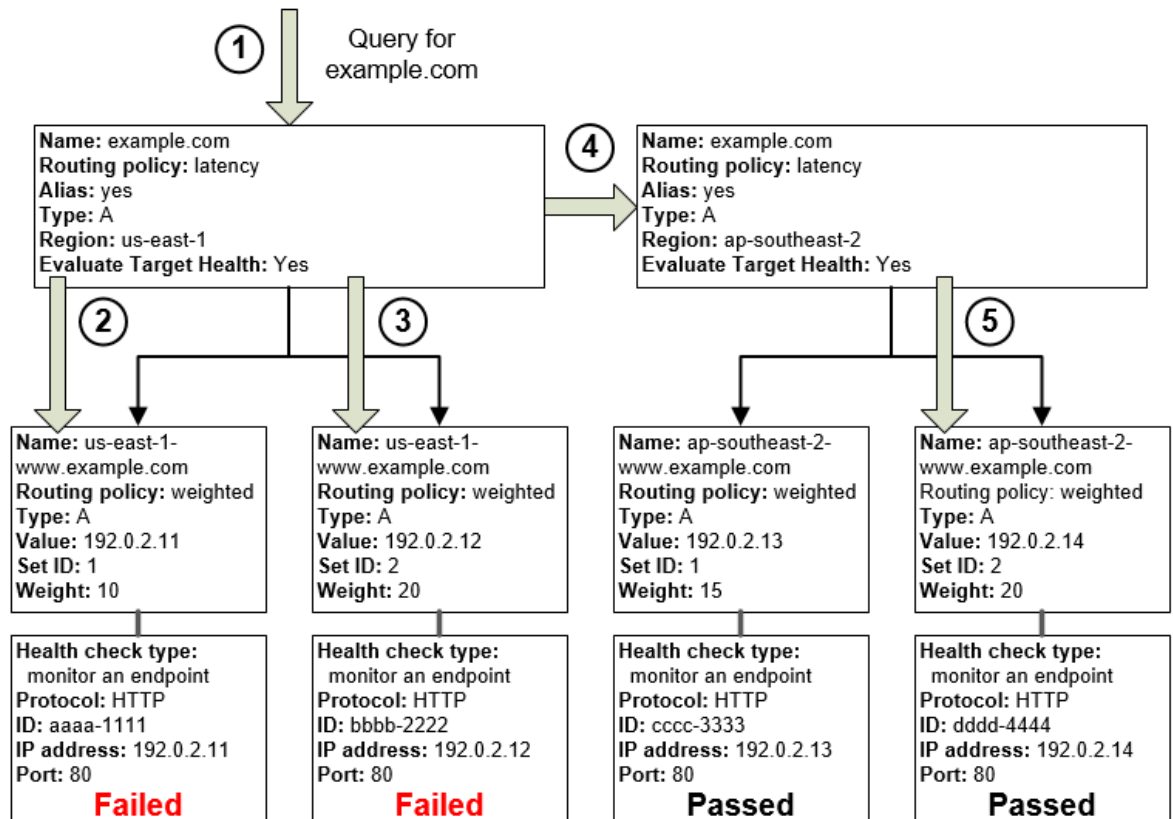 1
Query for
example.com
Name: example.com
Routing policy: latency
Alias: yes
Type: A
Region: us-east-1
Evaluate Target Health: Yes
4
Name: example.com
Routing policy: latency
Alias: yes
Type: A
Region: ap-southeast-2
Evaluate Target Health: Yes
2
3
5
Name: us-east-1-
www.example.com
Routing policy: weighted
Type: A
Value: 192.0.2.11
Set ID: 1
Weight: 10
Name: us-east-1-
www.example.com
Routing policy: weighted
Type: A
Value: 192.0.2.12
Set ID: 2
Weight: 20
Name: ap-southeast-2-
www.example.com
Routing policy: weighted
Type: A
Value: 192.0.2.13
Set ID: 1
Weight: 15
Name: ap-southeast-2-
www.example.com
Routing policy: weighted
Type: A
Value: 192.0.2.14
Set ID: 2
Weight: 20
Health check type:
monitor an endpoint
Protocol: HTTP
ID: aaaa-1111
IP address: 192.0.2.11
Port: 80
Failed
Health check type:
monitor an endpoint
Protocol: HTTP
ID: bbbb-2222
IP address: 192.0.2.12
Port: 80
Failed
Health check type:
monitor an endpoint
Protocol: HTTP
ID: cccc-3333
IP address: 192.0.2.13
Port: 80
Passed
Health check type:
monitor an endpoint
Protocol: HTTP
ID: dddd-4444
IP address: 192.0.2.14
Port: 80
Passed